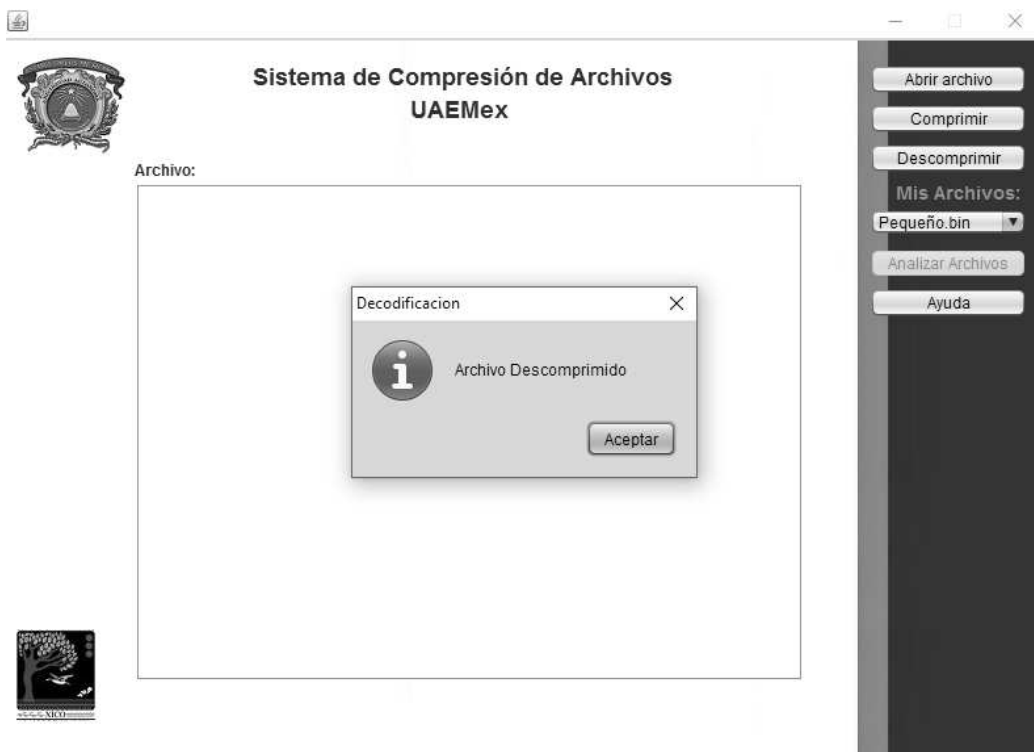 Sistema de Compresión de Archivos
UAEMex
Archivo:
Abrir archivo
Comprimir
Descomprimir
Mis Archivos:
Pequeño.bin
Analizar Archivos
Ayuda
Decodificacion
Archivo Descomprimido
Aceptar
XICO